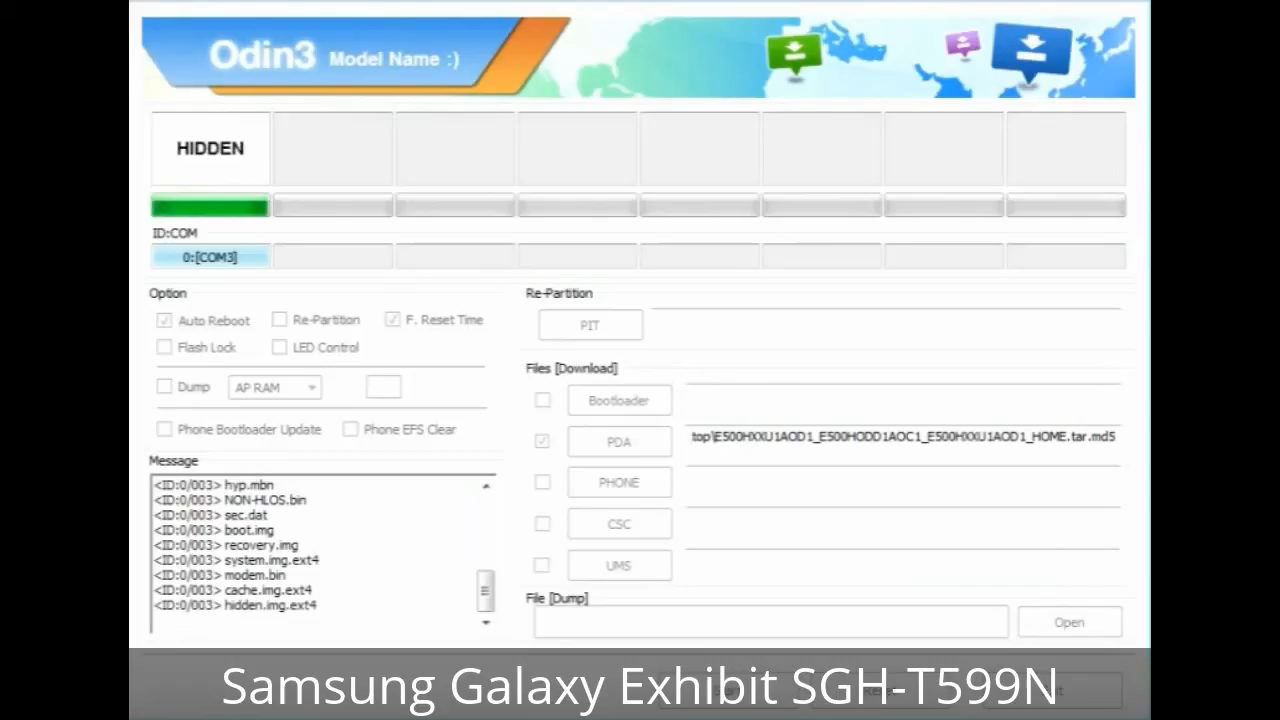 Odin3 Model Name :)
HIDDEN
ID:COM
0:[COM3]
Option
Auto Reboot Re-Partition F. Reset Time
Flash Lock LED Control
Dump AP RAM
Phone Bootloader Update Phone EFS Clear
Message
<ID:0/003> hyp.mbn
<ID:0/003> NON-HLOS.bin
<ID:0/003> sec.dat
<ID:0/003> boot.img
<ID:0/003> recovery.img
<ID:0/003> system.img.ext4
<ID:0/003> modem.bin
<ID:0/003> cache.img.ext4
<ID:0/003> hidden.img.ext4
Re-Partition
PIT
Files [Download]
Bootloader
PDA top\E500HXXU1AOD1_E500HODD1AOC1_E500HXXU1AOD1_HOME.tar.md5
PHONE
CSC
UMS
File [Dump]
Open
Samsung Galaxy Exhibit SGH-T599N